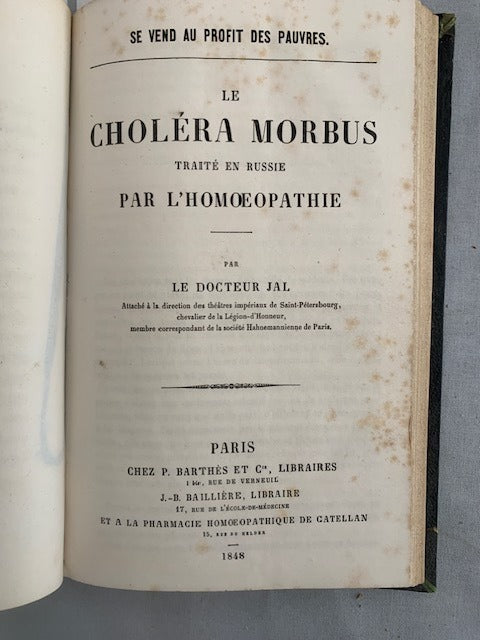 SE VEND AU PROFIT DES PAUVRES.
LE
CHOLÉRA MORBUS
TRAITÉ EN RUSSIE
PAR L'HOMŒOPATHIE
PAR
LE DOCTEUR JAL
Attaché à la direction des théâtres impériaux de Saint-Pétersbourg,
chevalier de la Légion-d'Honneur,
membre correspondant de la société Hahnemannienne de Paris.
PARIS
CHEZ P. BARTHÈS ET Cie, LIBRAIRES
1 bis, RUE DE VERNEUIL
J.-B. BAILLIÈRE, LIBRAIRE
17, RUE DE L'ÉCOLE-DE-MÉDECINE
ET A LA PHARMACIE HOMŒOPATHIQUE DE CATELLAN
15, RUE DU HELDER
1848